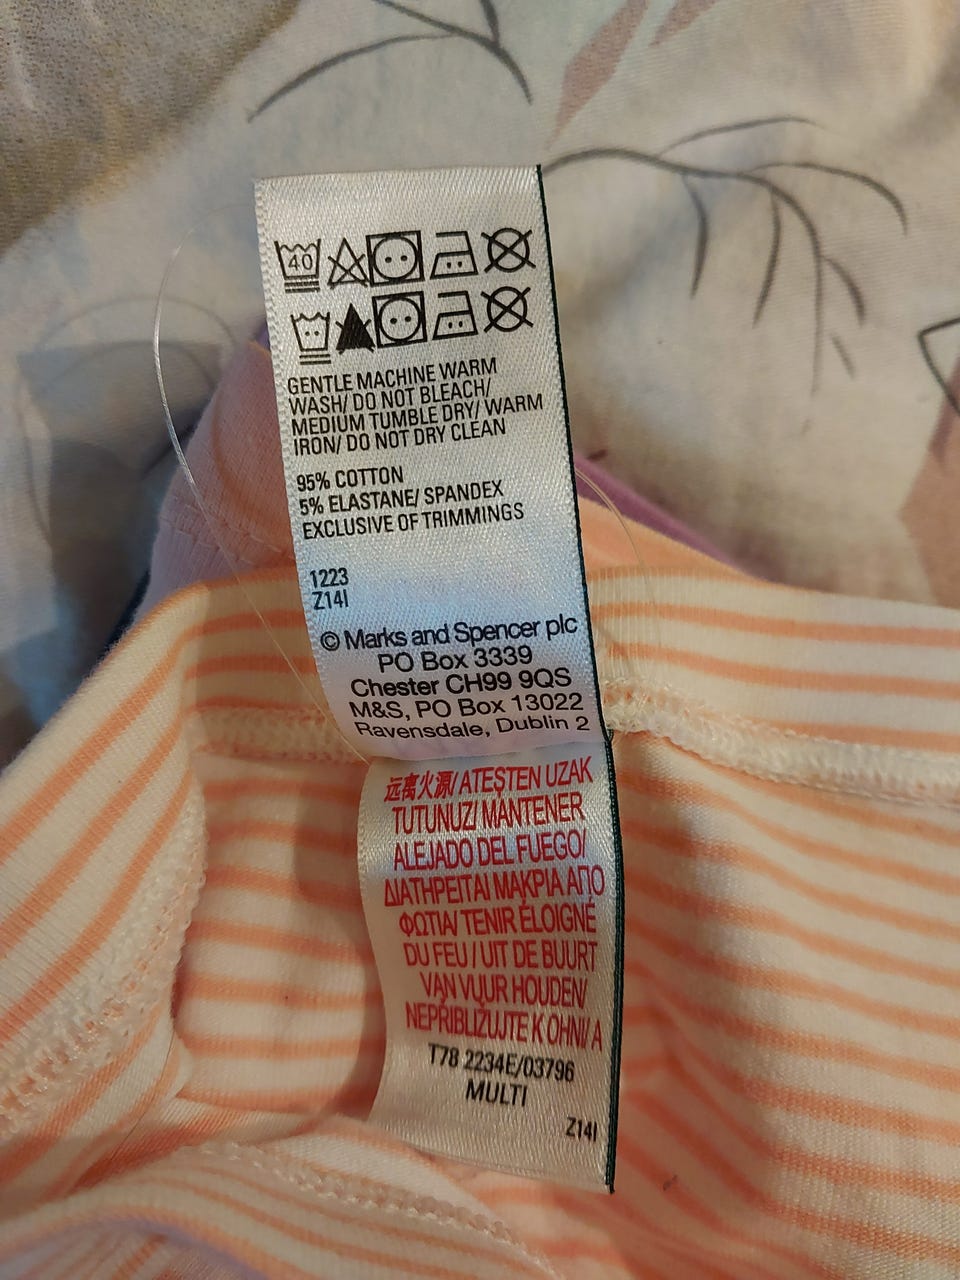 40
GENTLE MACHINE WARM
WASH/ DO NOT BLEACH/
MEDIUM TUMBLE DRY/ WARM
IRON/ DO NOT DRY CLEAN
95% COTTON
5% ELASTANE/ SPANDEX
EXCLUSIVE OF TRIMMINGS
1223
Z14I
© Marks and Spencer plc
PO Box 3339
Chester CH99 9QS
M&S, PO Box 13022
Ravensdale, Dublin 2
远离火源/ ATEŞTEN UZAK
TUTUNUZ/ MANTENER
ALEJADO DEL FUEGO/
ΔΙΑΤΗΡΕΙΤΑΙ ΜΑΚΡΙΑ ΑΠΟ
ΦΩΤΙΑ/ TENIR ÉLOIGNÉ
DU FEU / UIT DE BUURT
VAN VUUR HOUDEN/
NEPŘIBLIŽUJTE K OHNI/ A
T78 2234E/03796
MULTI
Z14I